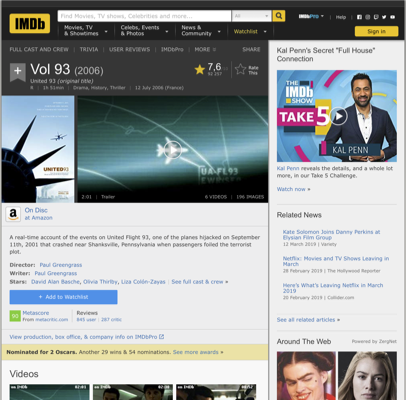 IMDb
Find Movies, TV shows, Celebrities and more...
All
Movies, TV & Showtimes
Celebs, Events & Photos
News & Community
Watchlist
IMDbPro
Help
Sign in
FULL CAST AND CREW | TRIVIA | USER REVIEWS | IMDbPro | MORE
SHARE
Vol 93 (2006)
United 93 (original title)
R | 1h 51min | Drama, History, Thriller | 12 July 2006 (France)
7,6
Rate This
UNITED93
UA-FL93
2:01 | Trailer
6 VIDEOS | 196 IMAGES
On Disc
at Amazon
A real-time account of the events on United Flight 93, one of the planes hijacked on September
11th, 2001 that crashed near Shanksville, Pennsylvania when passengers foiled the terrorist
plot.
Director: Paul Greengrass
Writer: Paul Greengrass
Stars: David Alan Basche, Olivia Thirlby, Liza Colón-Zayas | See full cast & crew »
+ Add to Watchlist
90
Metascore
From metacritic.com
Reviews
845 user | 287 critic
View production, box office, & company info on IMDbPro
Nominated for 2 Oscars. Another 29 wins & 54 nominations. See more awards »
Videos
Kal Penn's Secret "Full House"
Connection
THE IMDb SHOW
TAKE 5
KAL PENN
Kal Penn reveals the details, and a whole lot
more, in our Take 5 Challenge.
Watch now »
Related News
Kate Solomon Joins Danny Perkins at
Elysian Film Group
12 March 2019 | Variety
Netflix: Movies and TV Shows Leaving in
March
28 February 2019 | The Hollywood Reporter
Here's What's Leaving Netflix in March
2019
20 February 2019 | Collider.com
See all related articles »
Around The Web
Powered by ZergNet